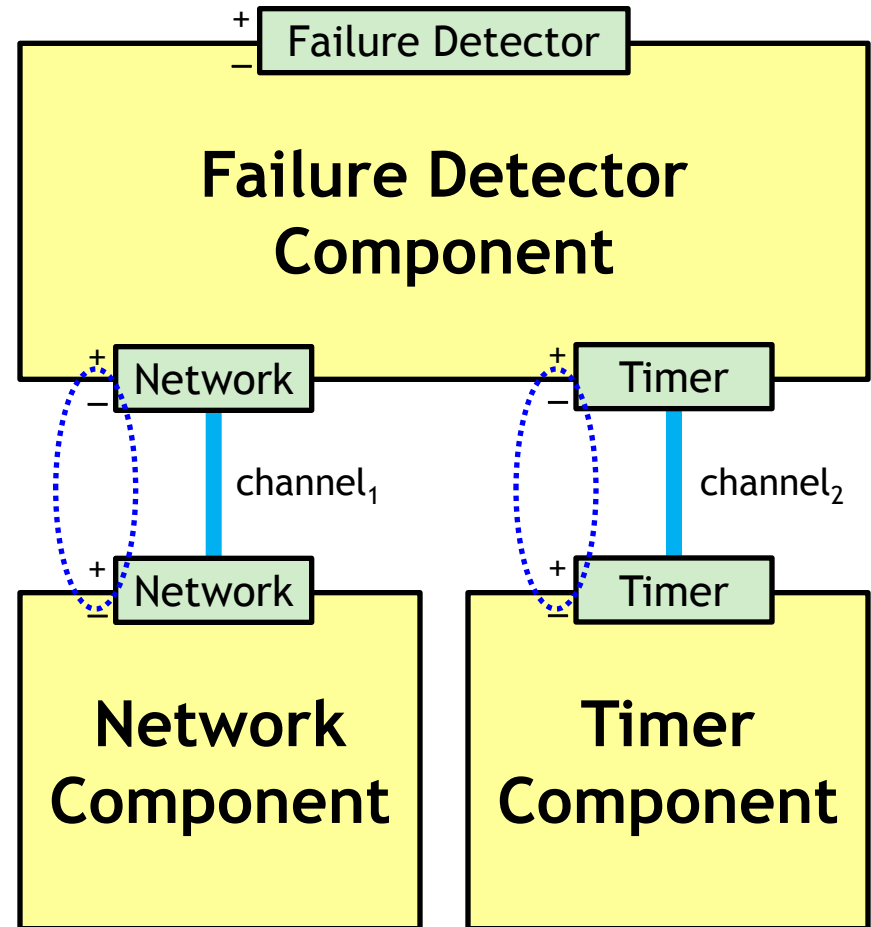 +
Failure Detector
–
Failure Detector
Component
+
Network
–
+
Timer
–
channel₁
channel₂
+
Network
–
+
Timer
–
Network
Component
Timer
Component